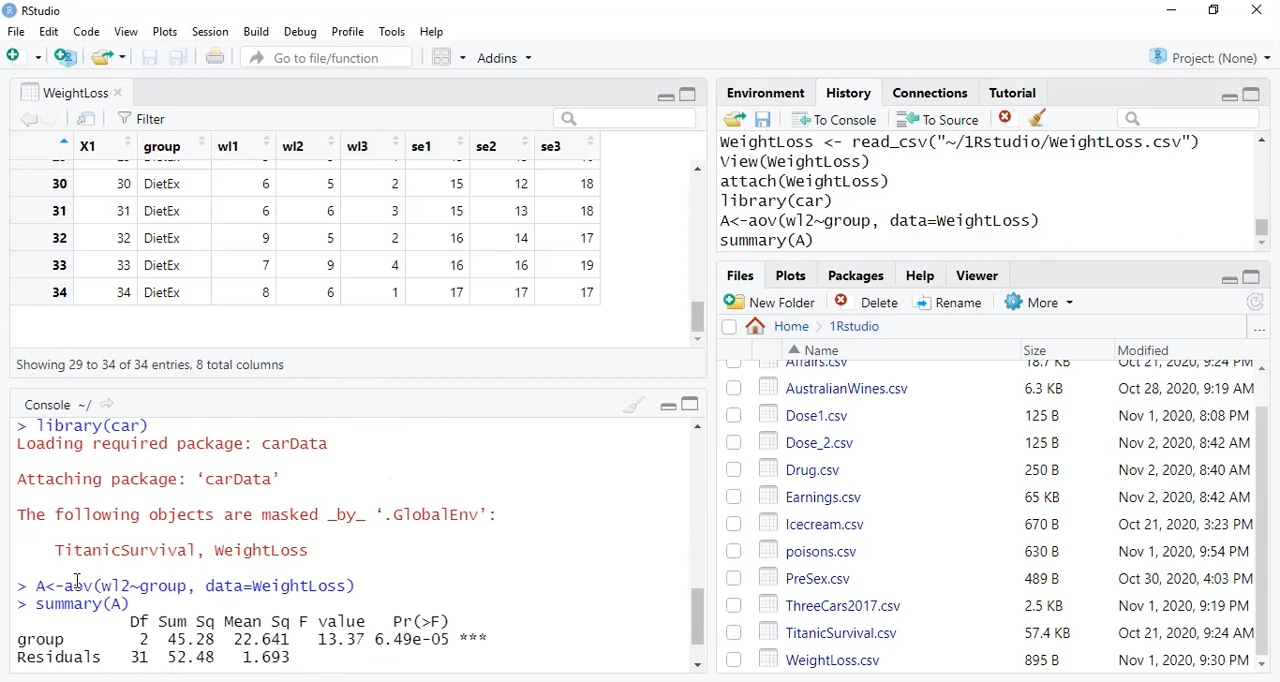 RStudio
File Edit Code View Plots Session Build Debug Profile Tools Help
Go to file/function Addins Project: (None)
WeightLoss
Filter
X1 group wl1 wl2 wl3 se1 se2 se3
30 30 DietEx 6 5 2 15 12 18
31 31 DietEx 6 6 3 15 13 18
32 32 DietEx 9 5 2 16 14 17
33 33 DietEx 7 9 4 16 16 19
34 34 DietEx 8 6 1 17 17 17
Showing 29 to 34 of 34 entries, 8 total columns
Console ~/
> library(car)
Loading required package: carData
Attaching package: ‘carData’
The following objects are masked _by_ ‘.GlobalEnv’:
TitanicSurvival, WeightLoss
> A<-aov(wl2~group, data=WeightLoss)
> summary(A)
Df Sum Sq Mean Sq F value Pr(>F)
group 2 45.28 22.641 13.37 6.49e-05 ***
Residuals 31 52.48 1.693
Environment History Connections Tutorial
To Console To Source
WeightLoss <- read_csv("~/1Rstudio/WeightLoss.csv")
View(WeightLoss)
attach(WeightLoss)
library(car)
A<-aov(wl2~group, data=WeightLoss)
summary(A)
Files Plots Packages Help Viewer
New Folder Delete Rename More
Home 1Rstudio ...
Name Size Modified
Affairs.csv 18.7 KB Oct 21, 2020, 9:24 PM
AustralianWines.csv 6.3 KB Oct 28, 2020, 9:19 AM
Dose1.csv 125 B Nov 1, 2020, 8:08 PM
Dose_2.csv 125 B Nov 2, 2020, 8:42 AM
Drug.csv 250 B Nov 2, 2020, 8:40 AM
Earnings.csv 65 KB Nov 2, 2020, 8:42 AM
Icecream.csv 670 B Oct 21, 2020, 3:23 PM
poisons.csv 630 B Nov 1, 2020, 9:54 PM
PreSex.csv 489 B Oct 30, 2020, 4:03 PM
ThreeCars2017.csv 2.5 KB Nov 1, 2020, 9:19 PM
TitanicSurvival.csv 57.4 KB Oct 21, 2020, 9:24 AM
WeightLoss.csv 895 B Nov 1, 2020, 9:30 PM